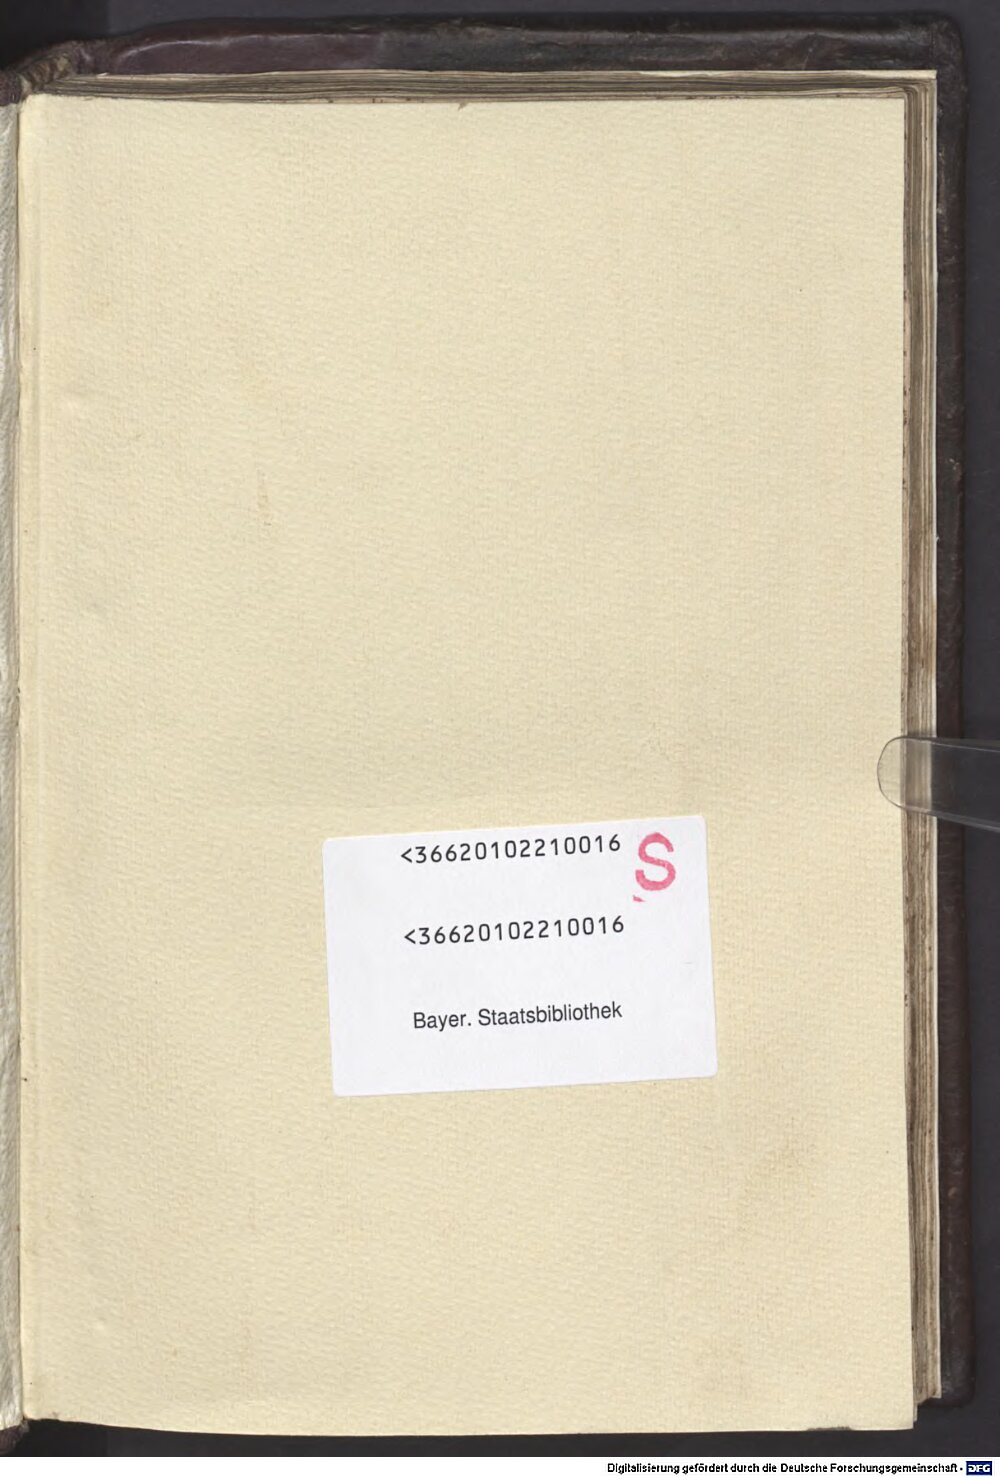 <36620102210016
S
<36620102210016
Bayer. Staatsbibliothek
Digitalisierung gefördert durch die Deutsche Forschungsgemeinschaft - DFG